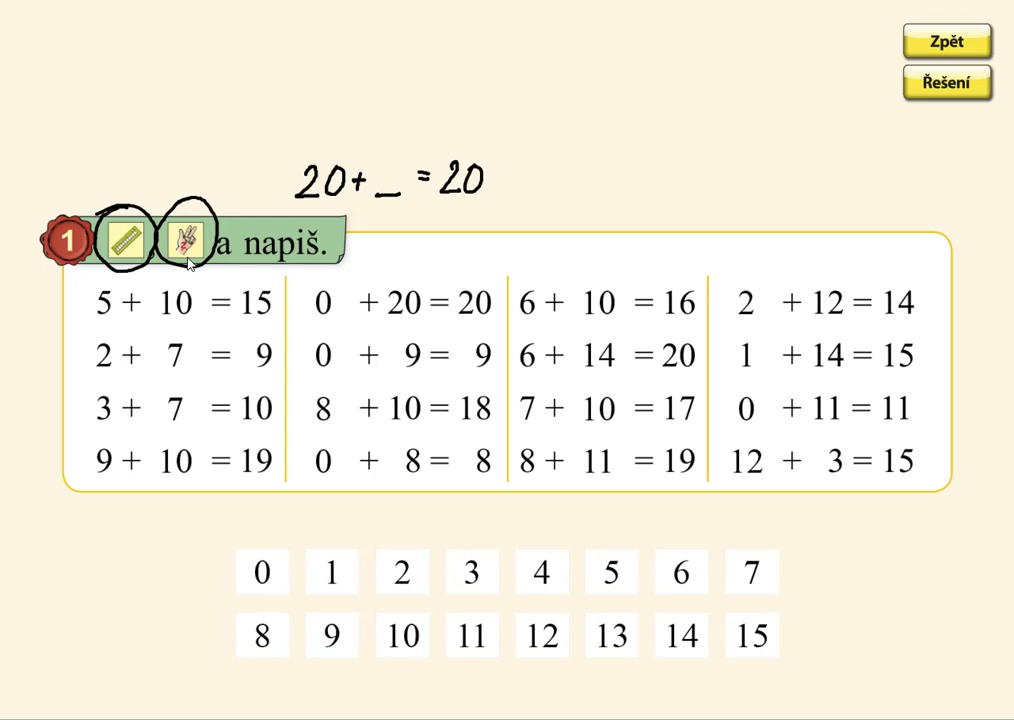 Zpět
Řešení
20 + _ = 20
1 a napiš.
5 + 10 = 15 0 + 20 = 20 6 + 10 = 16 2 + 12 = 14
2 + 7 = 9 0 + 9 = 9 6 + 14 = 20 1 + 14 = 15
3 + 7 = 10 8 + 10 = 18 7 + 10 = 17 0 + 11 = 11
9 + 10 = 19 0 + 8 = 8 8 + 11 = 19 12 + 3 = 15
0 1 2 3 4 5 6 7
8 9 10 11 12 13 14 15